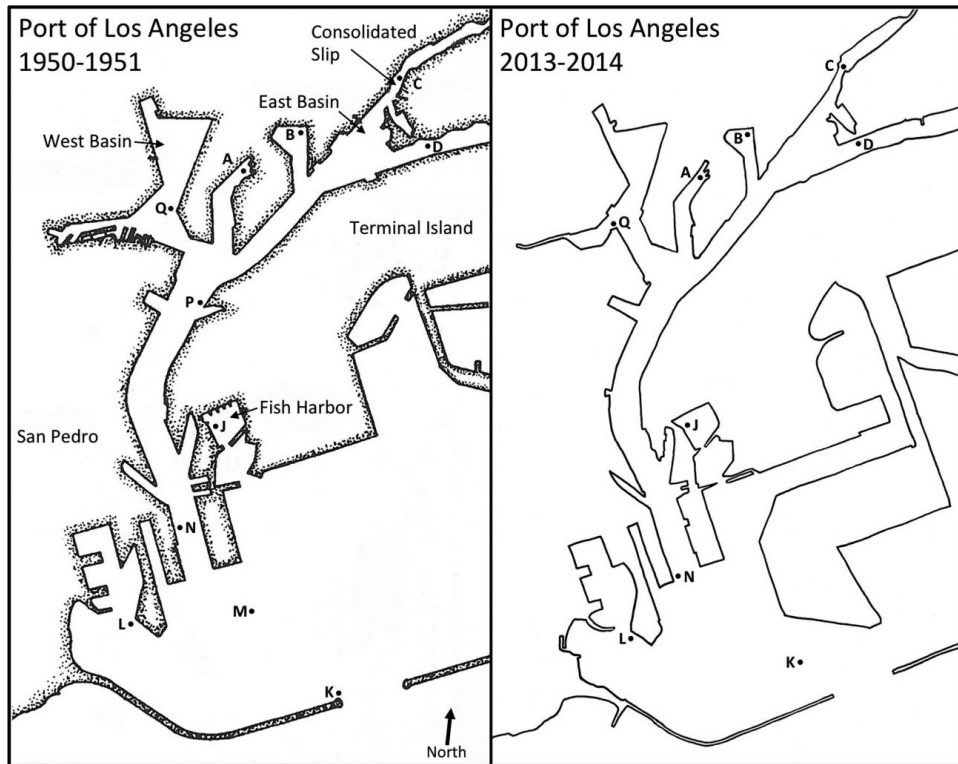 Port of Los Angeles
1950-1951
Consolidated
Slip
C
East Basin
B
West Basin
D
A
Q
Terminal Island
P
Fish Harbor
J
San Pedro
N
M
L
K
North
Port of Los Angeles
2013-2014
C
B
D
A
Q
J
N
L
K